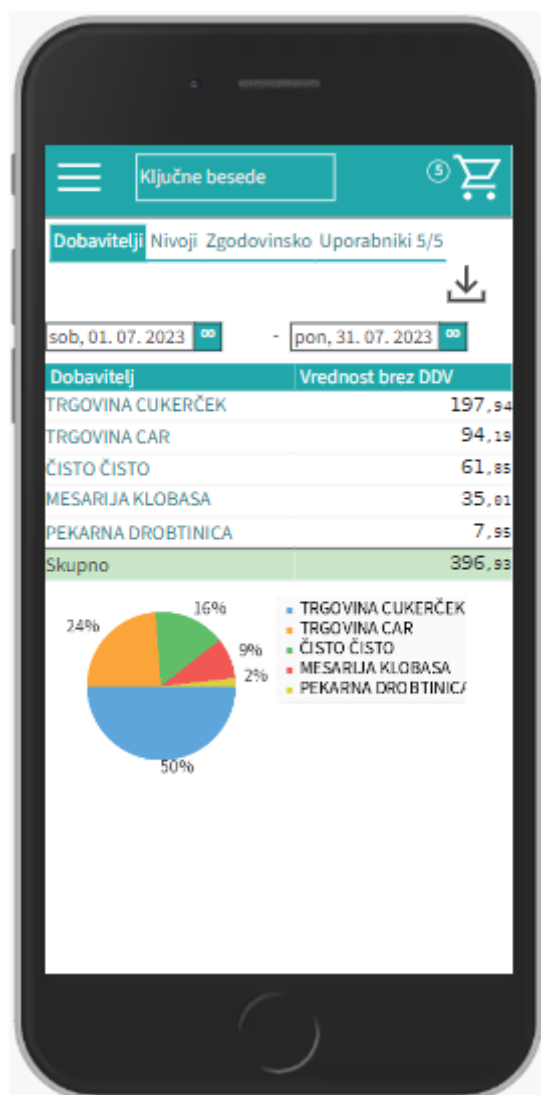 Ključne besede
5
Dobavitelji Nivoji Zgodovinsko Uporabniki 5/5
sob, 01. 07. 2023 - pon, 31. 07. 2023
Dobavitelj Vrednost brez DDV
TRGOVINA CUKERČEK 197,94
TRGOVINA CAR 94,19
ČISTO ČISTO 61,85
MESARIJA KLOBASA 35,01
PEKARNA DROBTINICA 7,95
Skupno 396,93
16%
24%
9%
2%
50%
TRGOVINA CUKERČEK
TRGOVINA CAR
ČISTO ČISTO
MESARIJA KLOBASA
PEKARNA DROBTINICA